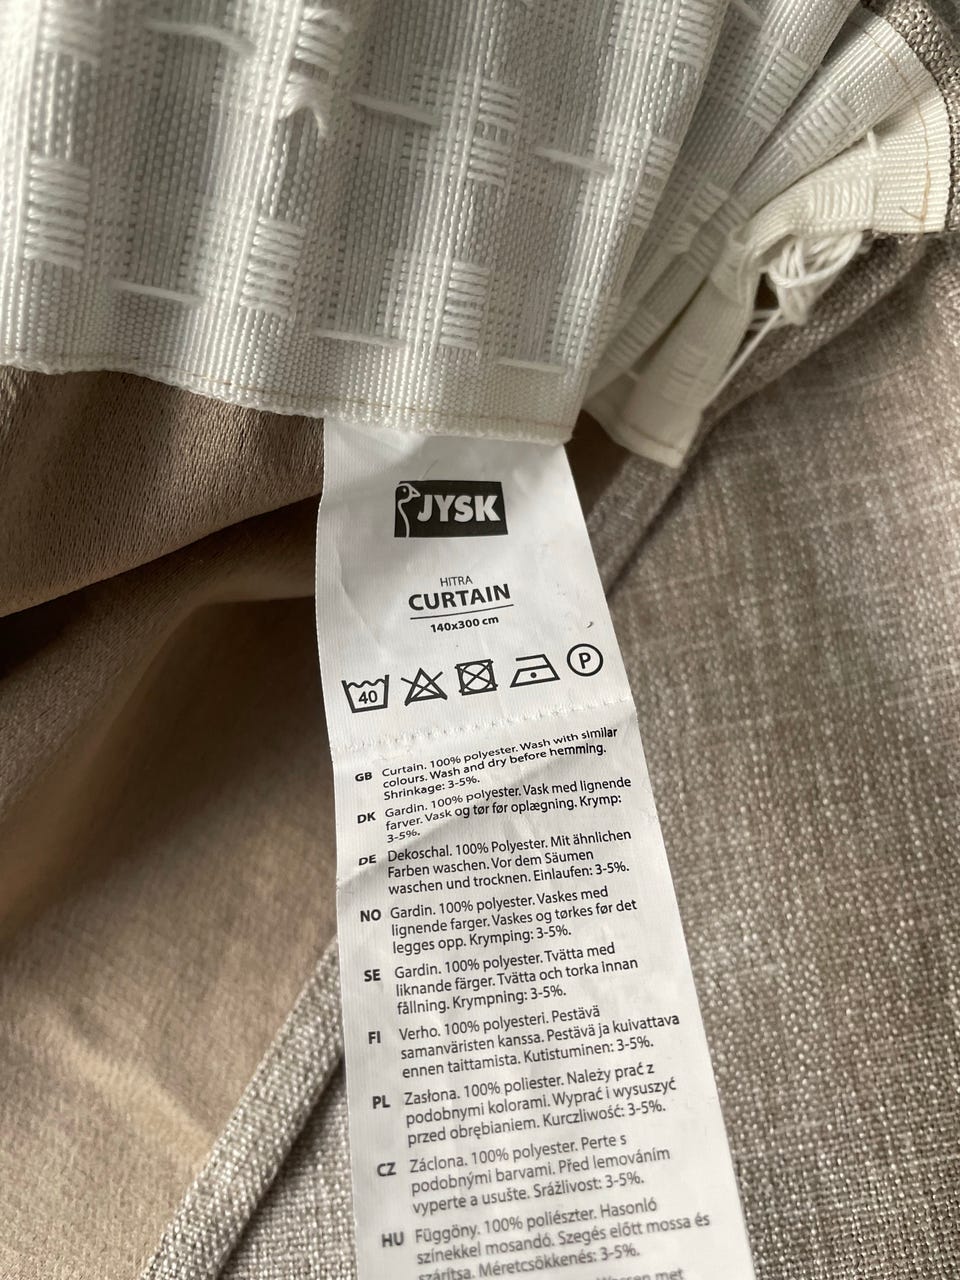 JYSK
HITRA
CURTAIN
140x300 cm
40 P
GB Curtain. 100% polyester. Wash with similar
colours. Wash and dry before hemming.
Shrinkage: 3-5%.
DK Gardin. 100% polyester. Vask med lignende
farver. Vask og tør før oplægning. Krymp:
3-5%.
DE Dekoschal. 100% Polyester. Mit ähnlichen
Farben waschen. Vor dem Säumen
waschen und trocknen. Einlaufen: 3-5%.
NO Gardin. 100% polyester. Vaskes med
lignende farger. Vaskes og tørkes før det
legges opp. Krymping: 3-5%.
SE Gardin. 100% polyester. Tvätta med
liknande färger. Tvätta och torka innan
fållning. Krympning: 3-5%.
FI Verho. 100% polyesteri. Pestävä
samanväristen kanssa. Pestävä ja kuivattava
ennen taittamista. Kutistuminen: 3-5%.
PL Zasłona. 100% poliester. Należy prać z
podobnymi kolorami. Wyprać i wysuszyć
przed obrębianiem. Kurczliwość: 3-5%.
CZ Záclona. 100% polyester. Perte s
podobnými barvami. Před lemováním
vyperte a usušte. Srážlivost: 3-5%.
HU Függöny. 100% poliészter. Hasonló
színekkel mosandó. Szegés előtt mossa és
szárítsa. Méretcsökkenés: 3-5%.
met